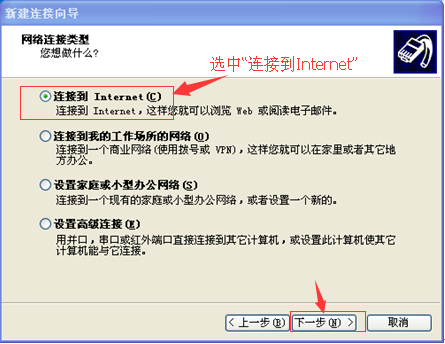 新建连接向导
网络连接类型
您想做什么?
选中“连接到Internet”
连接到 Internet(C)
连接到 Internet,这样您就可以浏览 Web 或阅读电子邮件。
连接到我的工作场所的网络(O)
连接到一个商业网络(使用拨号或 VPN),这样您就可以在家里或者其它地
方办公。
设置家庭或小型办公网络(S)
连接到一个现有的家庭或小型办公网络,或者设置一个新的。
设置高级连接(E)
用并口,串口或红外端口直接连接到其它计算机,或设置此计算机使其它
计算机能与它连接。
< 上一步(B) 下一步(N) > 取消